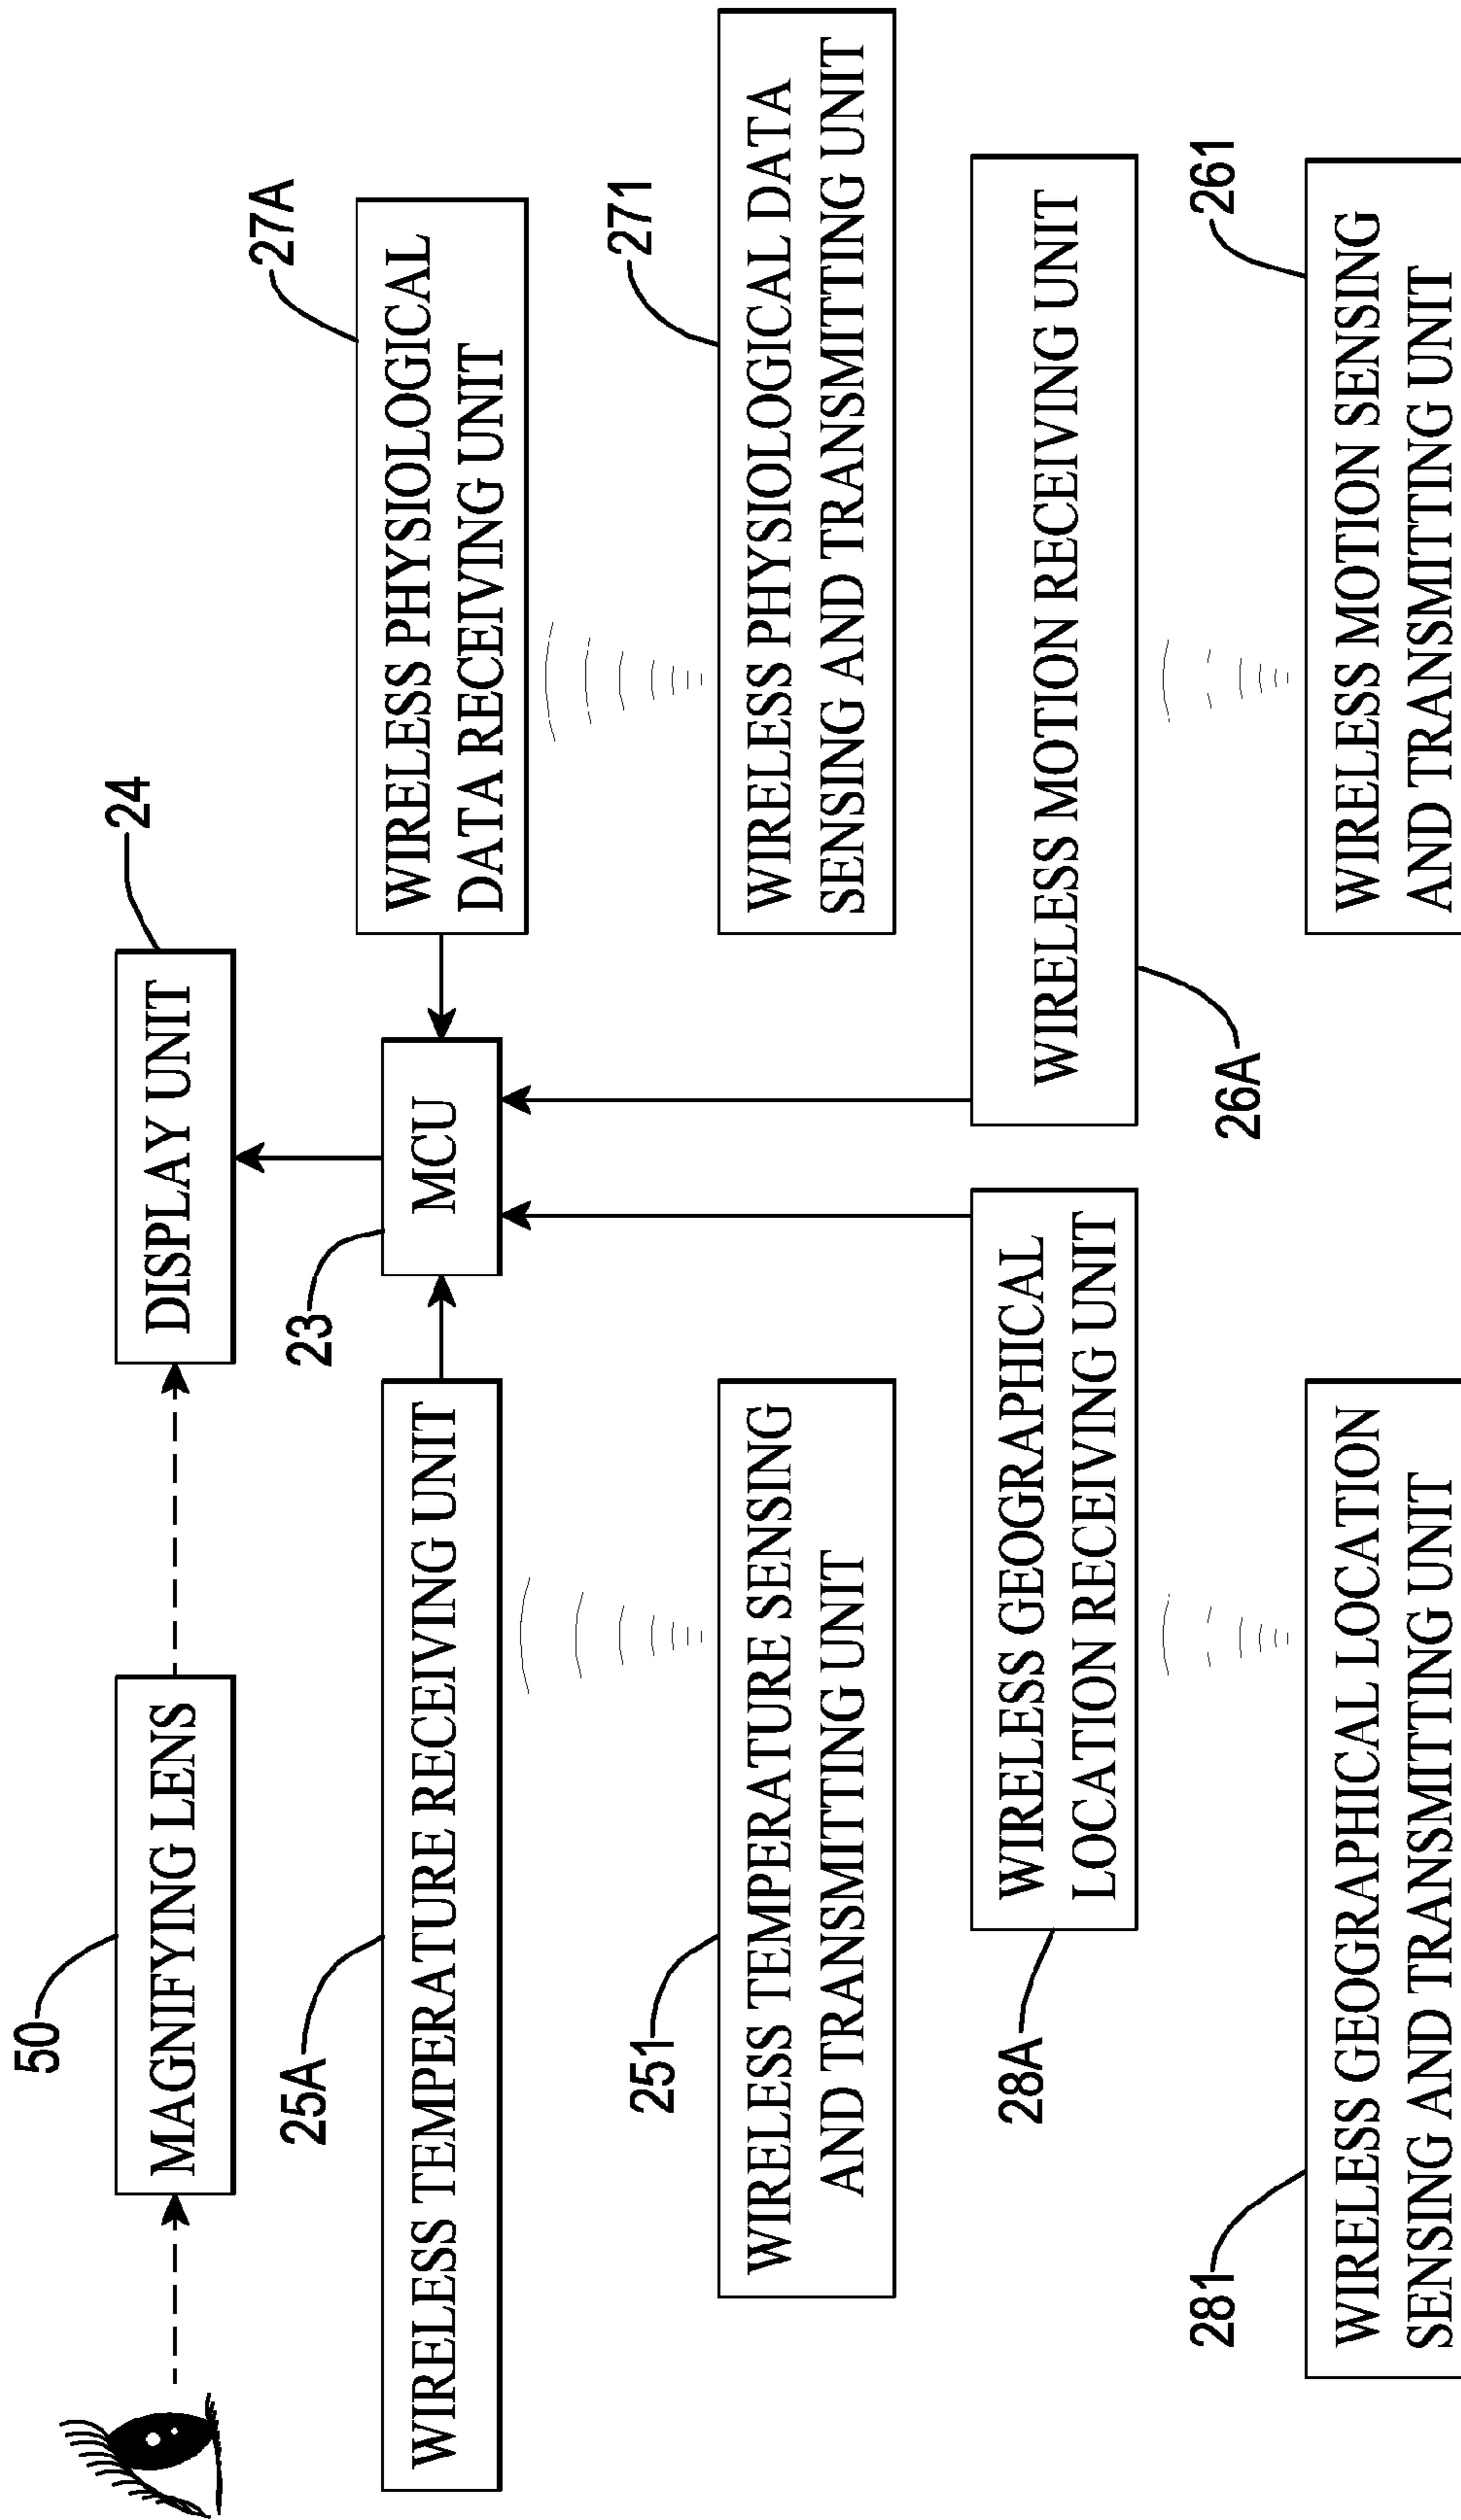 50
MAGNIFYING LENS
DISPLAY UNIT
24
25A
WIRELESS TEMPERATURE RECEIVING UNIT
23
MCU
27A
WIRELESS PHYSIOLOGICAL
DATA RECEIVING UNIT
251
WIRELESS TEMPERATURE SENSING
AND TRANSMITTING UNIT
271
WIRELESS PHYSIOLOGICAL DATA
SENSING AND TRANSMITTING UNIT
28A
WIRELESS GEOGRAPHICAL
LOCATION RECEIVING UNIT
WIRELESS MOTION RECEIVING UNIT
26A
281
WIRELESS GEOGRAPHICAL LOCATION
SENSING AND TRANSMITTING UNIT
261
WIRELESS MOTION SENSING
AND TRANSMITTING UNIT